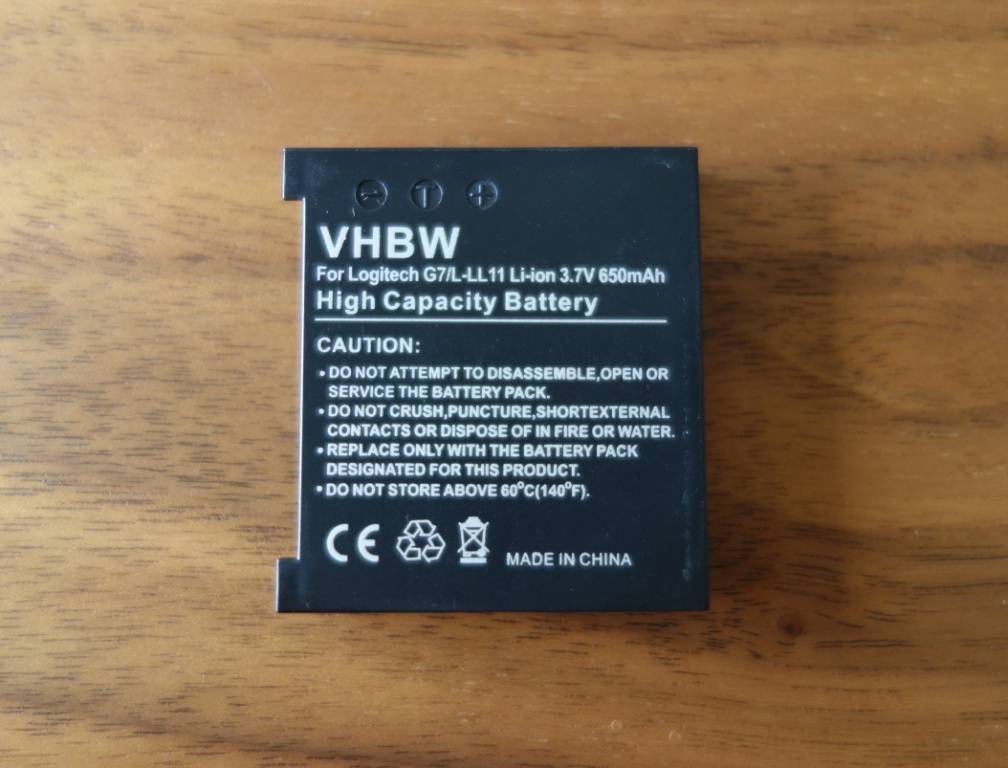 - T +
VHBW
For Logitech G7/L-LL11 Li-ion 3.7V 650mAh
High Capacity Battery
CAUTION:
• DO NOT ATTEMPT TO DISASSEMBLE,OPEN OR
SERVICE THE BATTERY PACK.
• DO NOT CRUSH,PUNCTURE,SHORTEXTERNAL
CONTACTS OR DISPOSE OF IN FIRE OR WATER.
• REPLACE ONLY WITH THE BATTERY PACK
DESIGNATED FOR THIS PRODUCT.
• DO NOT STORE ABOVE 60°C(140°F).
CE MADE IN CHINA